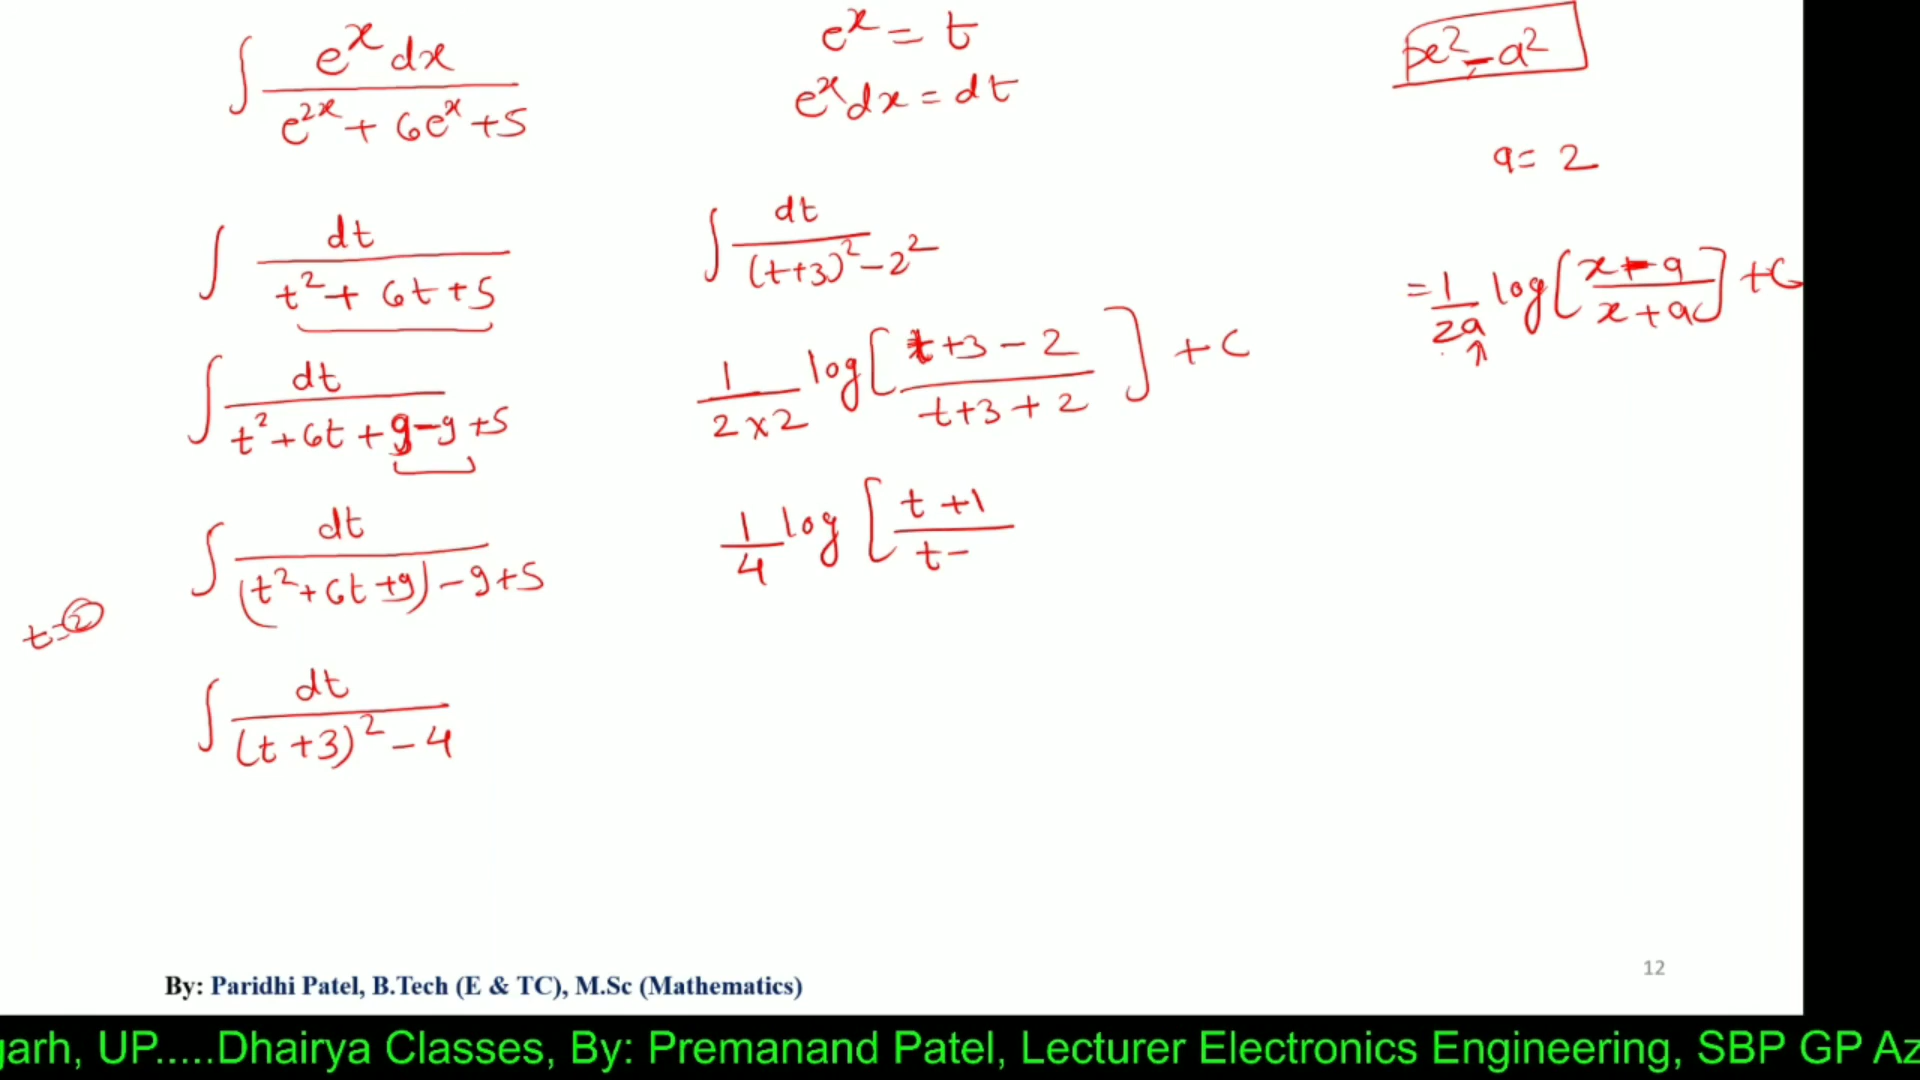 ∫ e^x dx / (e^2x + 6e^x + 5)
∫ dt / (t² + 6t + 5)
∫ dt / (t² + 6t + 9 - 9 + 5)
∫ dt / ((t² + 6t + 9) - 9 + 5)
t=2
∫ dt / ((t + 3)² - 4)
e^x = t
e^x dx = dt
∫ dt / ((t+3)² - 2²)
1/(2×2) log[(t+3-2)/(t+3+2)] + c
1/4 log[(t+1)/(t-
x² - a²
a = 2
= 1/2a log[(x-a)/(x+a)] + C
By: Paridhi Patel, B.Tech (E & TC), M.Sc (Mathematics)
12
garh, UP.....Dhairya Classes, By: Premanand Patel, Lecturer Electronics Engineering, SBP GP Az